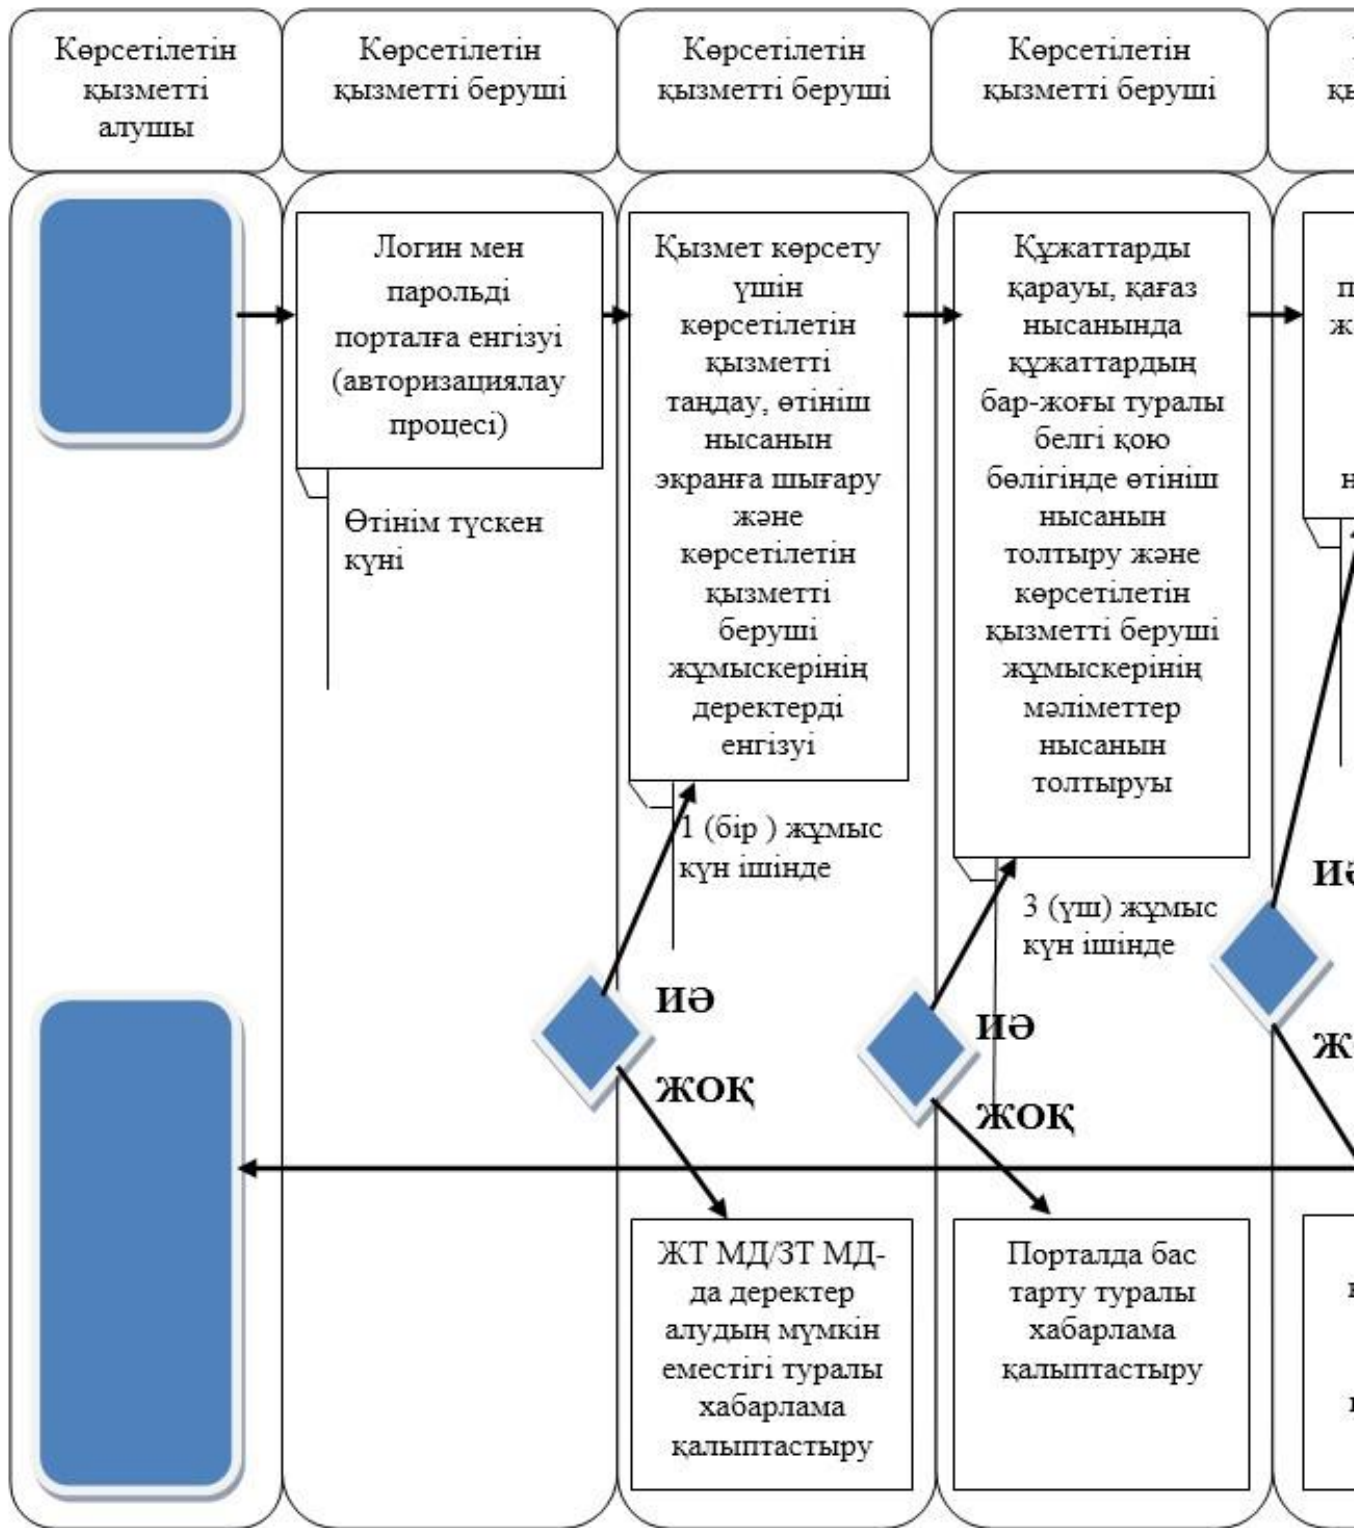 Көрсетілетін
қызметті
алушы
Көрсетілетін
қызметті беруші
Көрсетілетін
қызметті беруші
Көрсетілетін
қызметті беруші
Логин мен
парольді
порталға енгізуі
(авторизациялау
процесі)
Өтінім түскен
күні
Қызмет көрсету
үшін
көрсетілетін
қызметті
таңдау, өтініш
нысанын
экранға шығару
және
көрсетілетін
қызметті
беруші
жұмыскерінің
деректерді
енгізуі
1 (бір ) жұмыс
күн ішінде
Құжаттарды
қарауы, қағаз
нысанында
құжаттардың
бар-жоғы туралы
белгі қою
бөлігінде өтініш
нысанын
толтыру және
көрсетілетін
қызметті беруші
жұмыскерінің
мәліметтер
нысанын
толтыруы
3 (үш) жұмыс
күн ішінде
ИӘ
ЖОҚ
ИӘ
ЖОҚ
ИӘ
ЖТ МД/ЗТ МД-
да деректер
алудың мүмкін
еместігі туралы
хабарлама
қалыптастыру
Порталда бас
тарту туралы
хабарлама
қалыптастыру